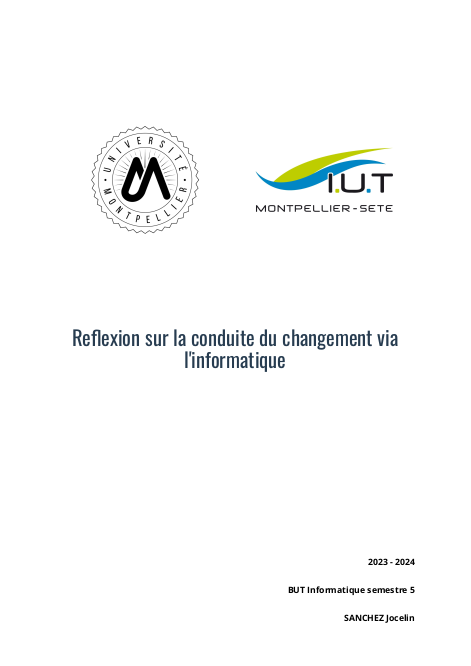 UNIVERSITÉ
MONTPELLIER
I.U.T
MONTPELLIER-SETE
Reflexion sur la conduite du changement via
l'informatique
2023 - 2024
BUT Informatique semestre 5
SANCHEZ Jocelin